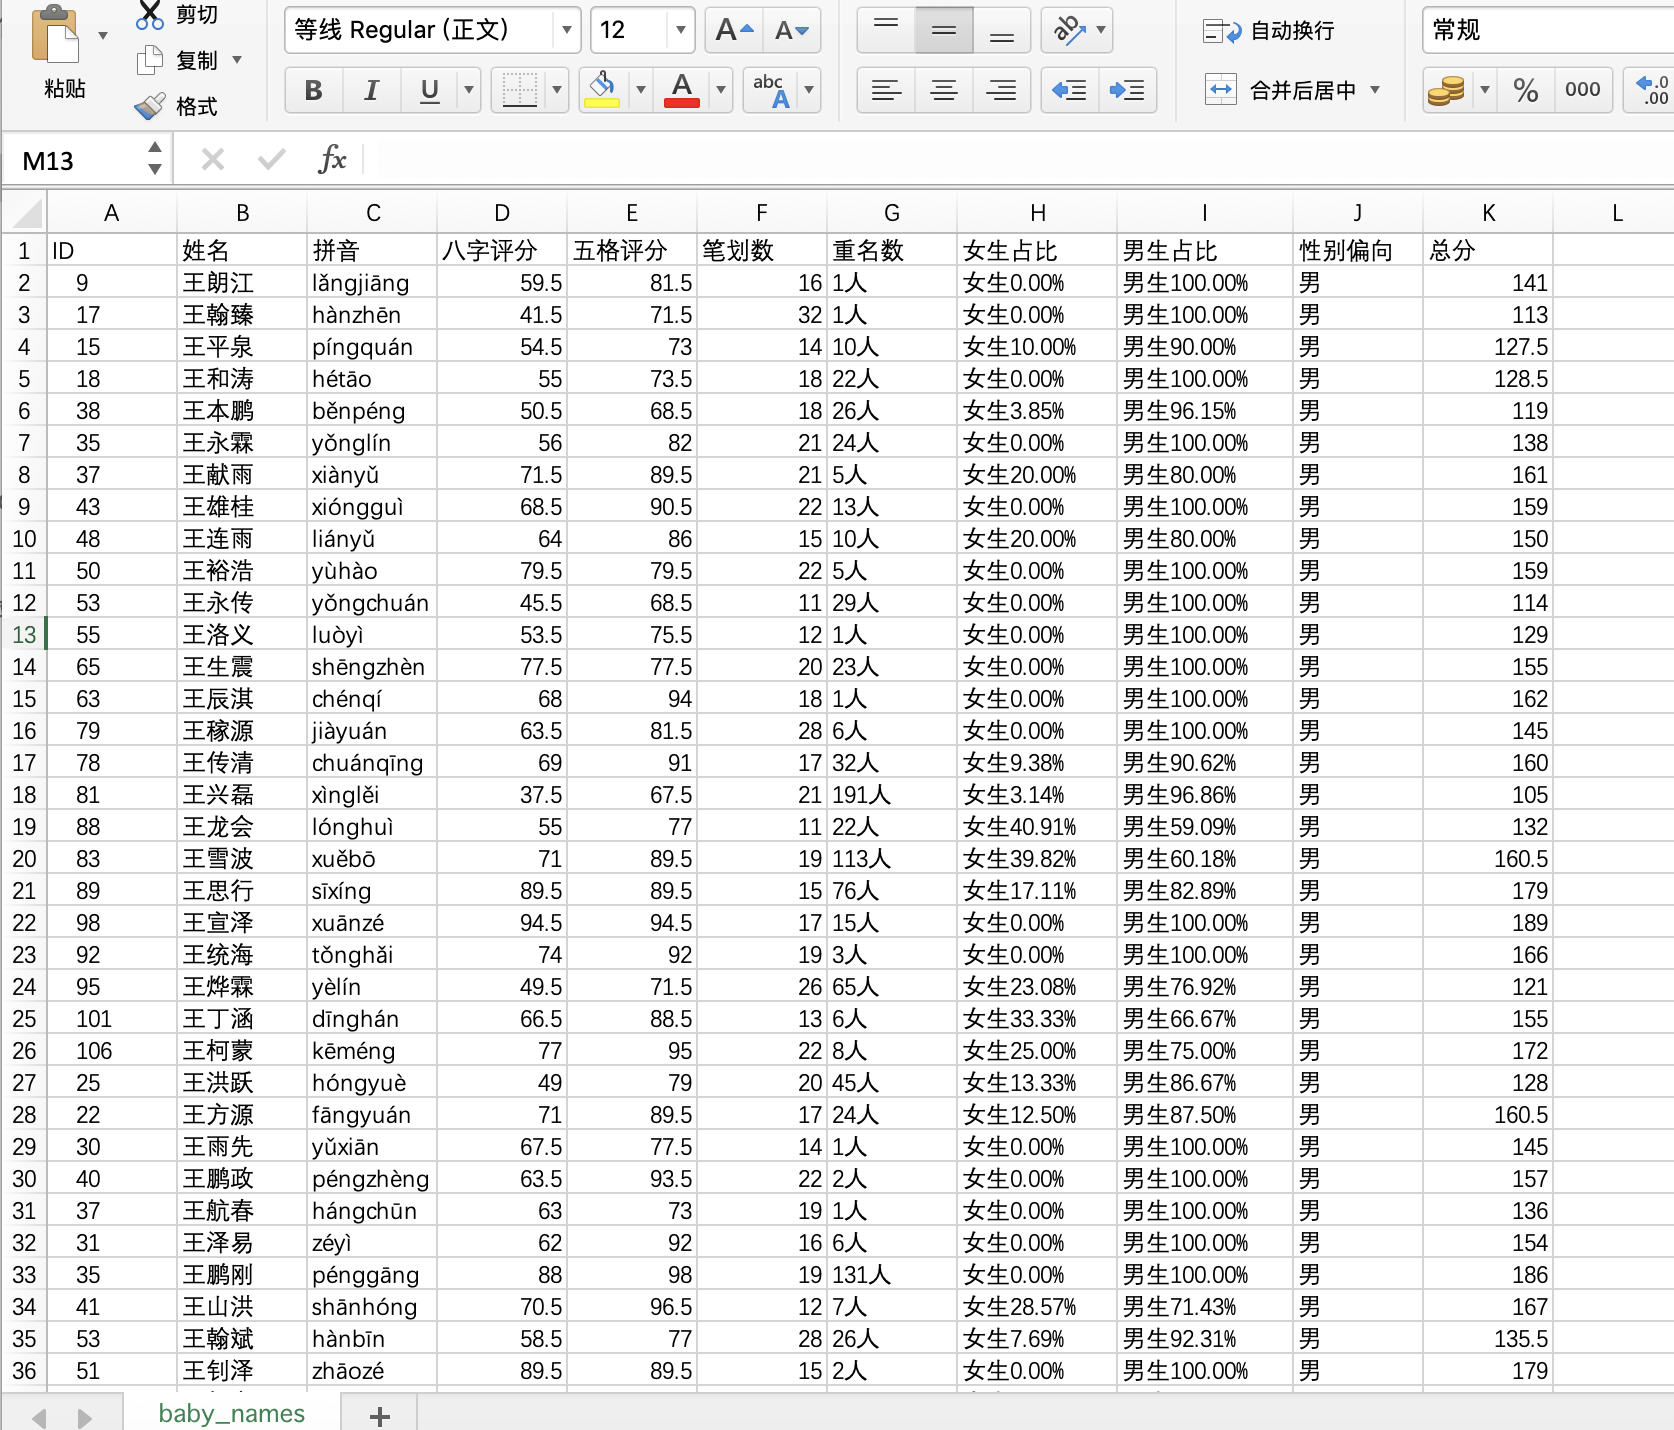 剪切
等线 Regular (正文) 12 A A ab 自动换行 常规
粘贴 复制
格式 B I U A abc A 合并后居中 % 000 .0 .00
M13 fx
A B C D E F G H I J K L
1 ID 姓名 拼音 八字评分 五格评分 笔划数 重名数 女生占比 男生占比 性别偏向 总分
2 9 王朗江 lǎngjiāng 59.5 81.5 16 1人 女生0.00% 男生100.00% 男 141
3 17 王翰臻 hànzhēn 41.5 71.5 32 1人 女生0.00% 男生100.00% 男 113
4 15 王平泉 píngquán 54.5 73 14 10人 女生10.00% 男生90.00% 男 127.5
5 18 王和涛 hétāo 55 73.5 18 22人 女生0.00% 男生100.00% 男 128.5
6 38 王本鹏 běnpéng 50.5 68.5 18 26人 女生3.85% 男生96.15% 男 119
7 35 王永霖 yǒnglín 56 82 21 24人 女生0.00% 男生100.00% 男 138
8 37 王献雨 xiànyǔ 71.5 89.5 21 5人 女生20.00% 男生80.00% 男 161
9 43 王雄桂 xióngguì 68.5 90.5 22 13人 女生0.00% 男生100.00% 男 159
10 48 王连雨 liányǔ 64 86 15 10人 女生20.00% 男生80.00% 男 150
11 50 王裕浩 yùhào 79.5 79.5 22 5人 女生0.00% 男生100.00% 男 159
12 53 王永传 yǒngchuán 45.5 68.5 11 29人 女生0.00% 男生100.00% 男 114
13 55 王洛义 luòyì 53.5 75.5 12 1人 女生0.00% 男生100.00% 男 129
14 65 王生震 shēngzhèn 77.5 77.5 20 23人 女生0.00% 男生100.00% 男 155
15 63 王辰淇 chénqí 68 94 18 1人 女生0.00% 男生100.00% 男 162
16 79 王稼源 jiàyuán 63.5 81.5 28 6人 女生0.00% 男生100.00% 男 145
17 78 王传清 chuánqīng 69 91 17 32人 女生9.38% 男生90.62% 男 160
18 81 王兴磊 xìnglěi 37.5 67.5 21 191人 女生3.14% 男生96.86% 男 105
19 88 王龙会 lónghuì 55 77 11 22人 女生40.91% 男生59.09% 男 132
20 83 王雪波 xuěbō 71 89.5 19 113人 女生39.82% 男生60.18% 男 160.5
21 89 王思行 sīxíng 89.5 89.5 15 76人 女生17.11% 男生82.89% 男 179
22 98 王宣泽 xuānzé 94.5 94.5 17 15人 女生0.00% 男生100.00% 男 189
23 92 王统海 tǒnghǎi 74 92 19 3人 女生0.00% 男生100.00% 男 166
24 95 王烨霖 yèlín 49.5 71.5 26 65人 女生23.08% 男生76.92% 男 121
25 101 王丁涵 dīnghán 66.5 88.5 13 6人 女生33.33% 男生66.67% 男 155
26 106 王柯蒙 kēméng 77 95 22 8人 女生25.00% 男生75.00% 男 172
27 25 王洪跃 hóngyuè 49 79 20 45人 女生13.33% 男生86.67% 男 128
28 22 王方源 fāngyuán 71 89.5 17 24人 女生12.50% 男生87.50% 男 160.5
29 30 王雨先 yǔxiān 67.5 77.5 14 1人 女生0.00% 男生100.00% 男 145
30 40 王鹏政 péngzhèng 63.5 93.5 22 2人 女生0.00% 男生100.00% 男 157
31 37 王航春 hángchūn 63 73 19 1人 女生0.00% 男生100.00% 男 136
32 31 王泽易 zéyì 62 92 16 6人 女生0.00% 男生100.00% 男 154
33 35 王鹏刚 pénggāng 88 98 19 131人 女生0.00% 男生100.00% 男 186
34 41 王山洪 shānhóng 70.5 96.5 12 7人 女生28.57% 男生71.43% 男 167
35 53 王翰斌 hànbīn 58.5 77 28 26人 女生7.69% 男生92.31% 男 135.5
36 51 王钊泽 zhāozé 89.5 89.5 15 2人 女生0.00% 男生100.00% 男 179
baby_names +